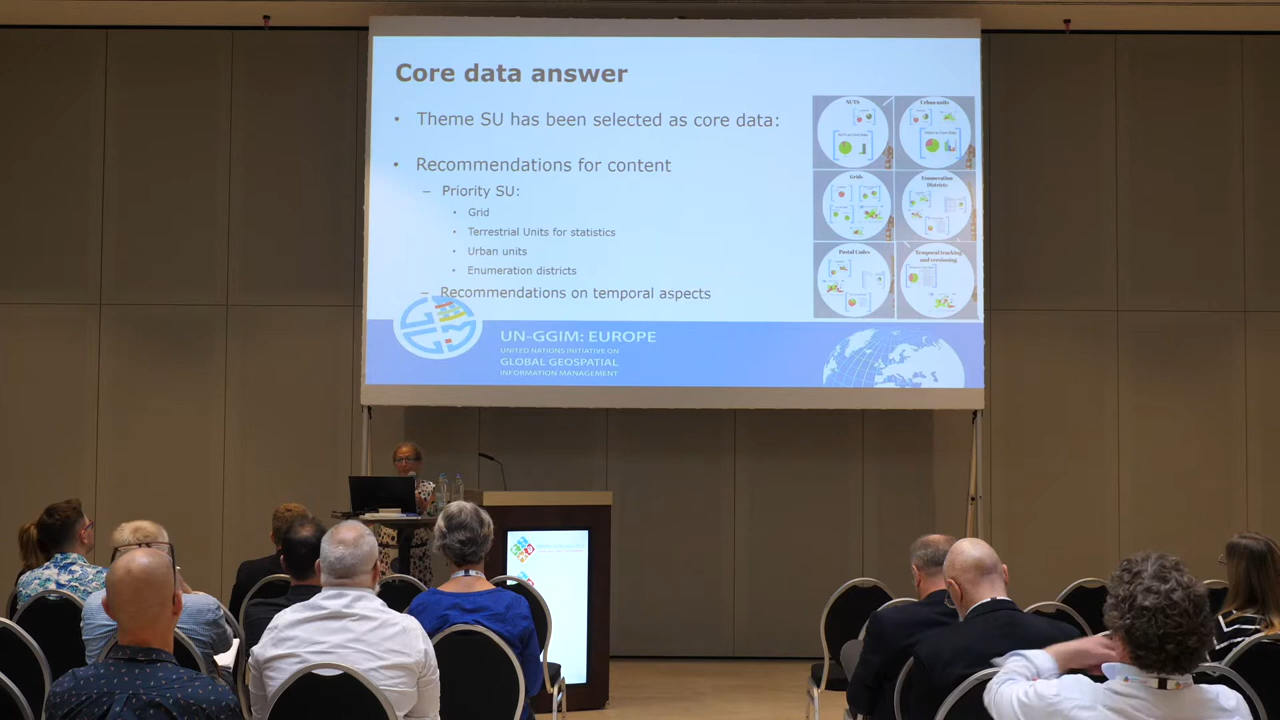 Core data answer
• Theme SU has been selected as core data:
• Recommendations for content
– Priority SU:
• Grid
• Terrestrial Units for statistics
• Urban units
• Enumeration districts
– Recommendations on temporal aspects
NUTS
Urban units
Grids
Enumeration
Districts
Postal Codes
Temporal tracking
and versioning
UN-GGIM: EUROPE
UNITED NATIONS INITIATIVE ON
GLOBAL GEOSPATIAL
INFORMATION MANAGEMENT